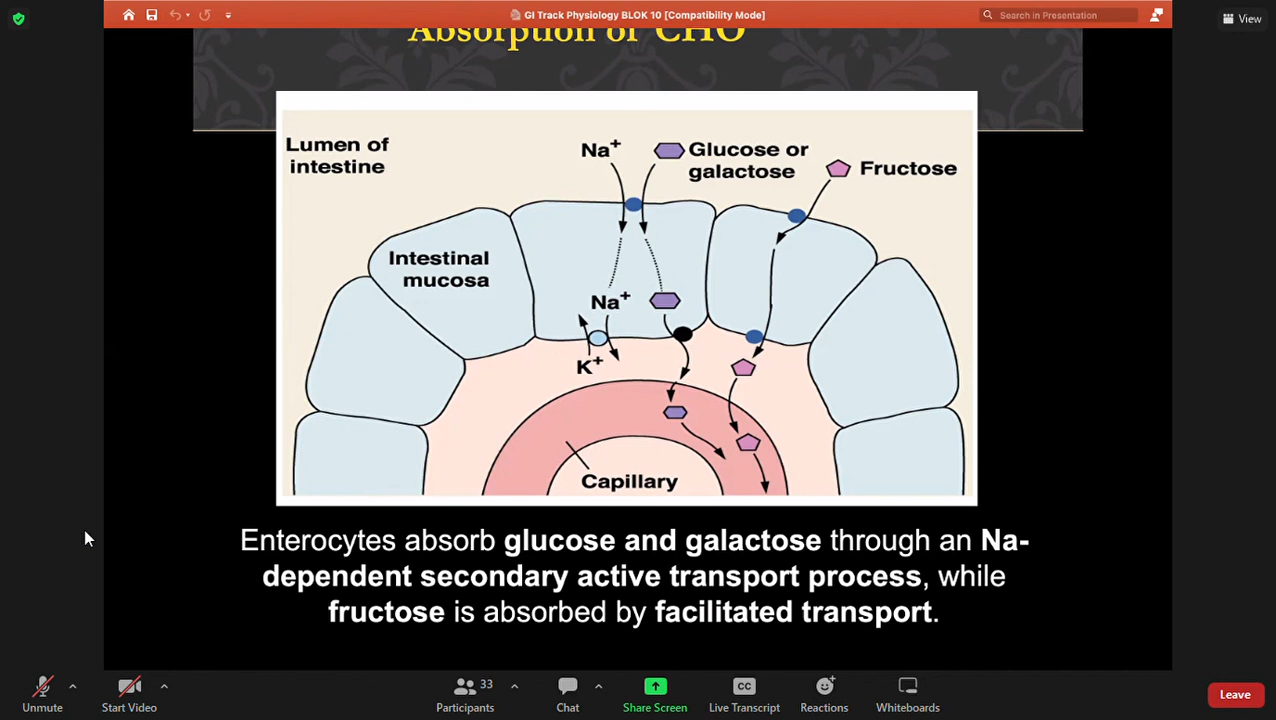 GI Track Physiology BLOK 10 [Compatibility Mode]
Search in Presentation
View
Absorption of CHO
Lumen of
intestine
Na+
Glucose or
galactose
Fructose
Intestinal
mucosa
Na+
K+
Capillary
Enterocytes absorb glucose and galactose through an Na-
dependent secondary active transport process, while
fructose is absorbed by facilitated transport.
Unmute
Start Video
Participants
33
Chat
Share Screen
CC
Live Transcript
Reactions
Whiteboards
Leave